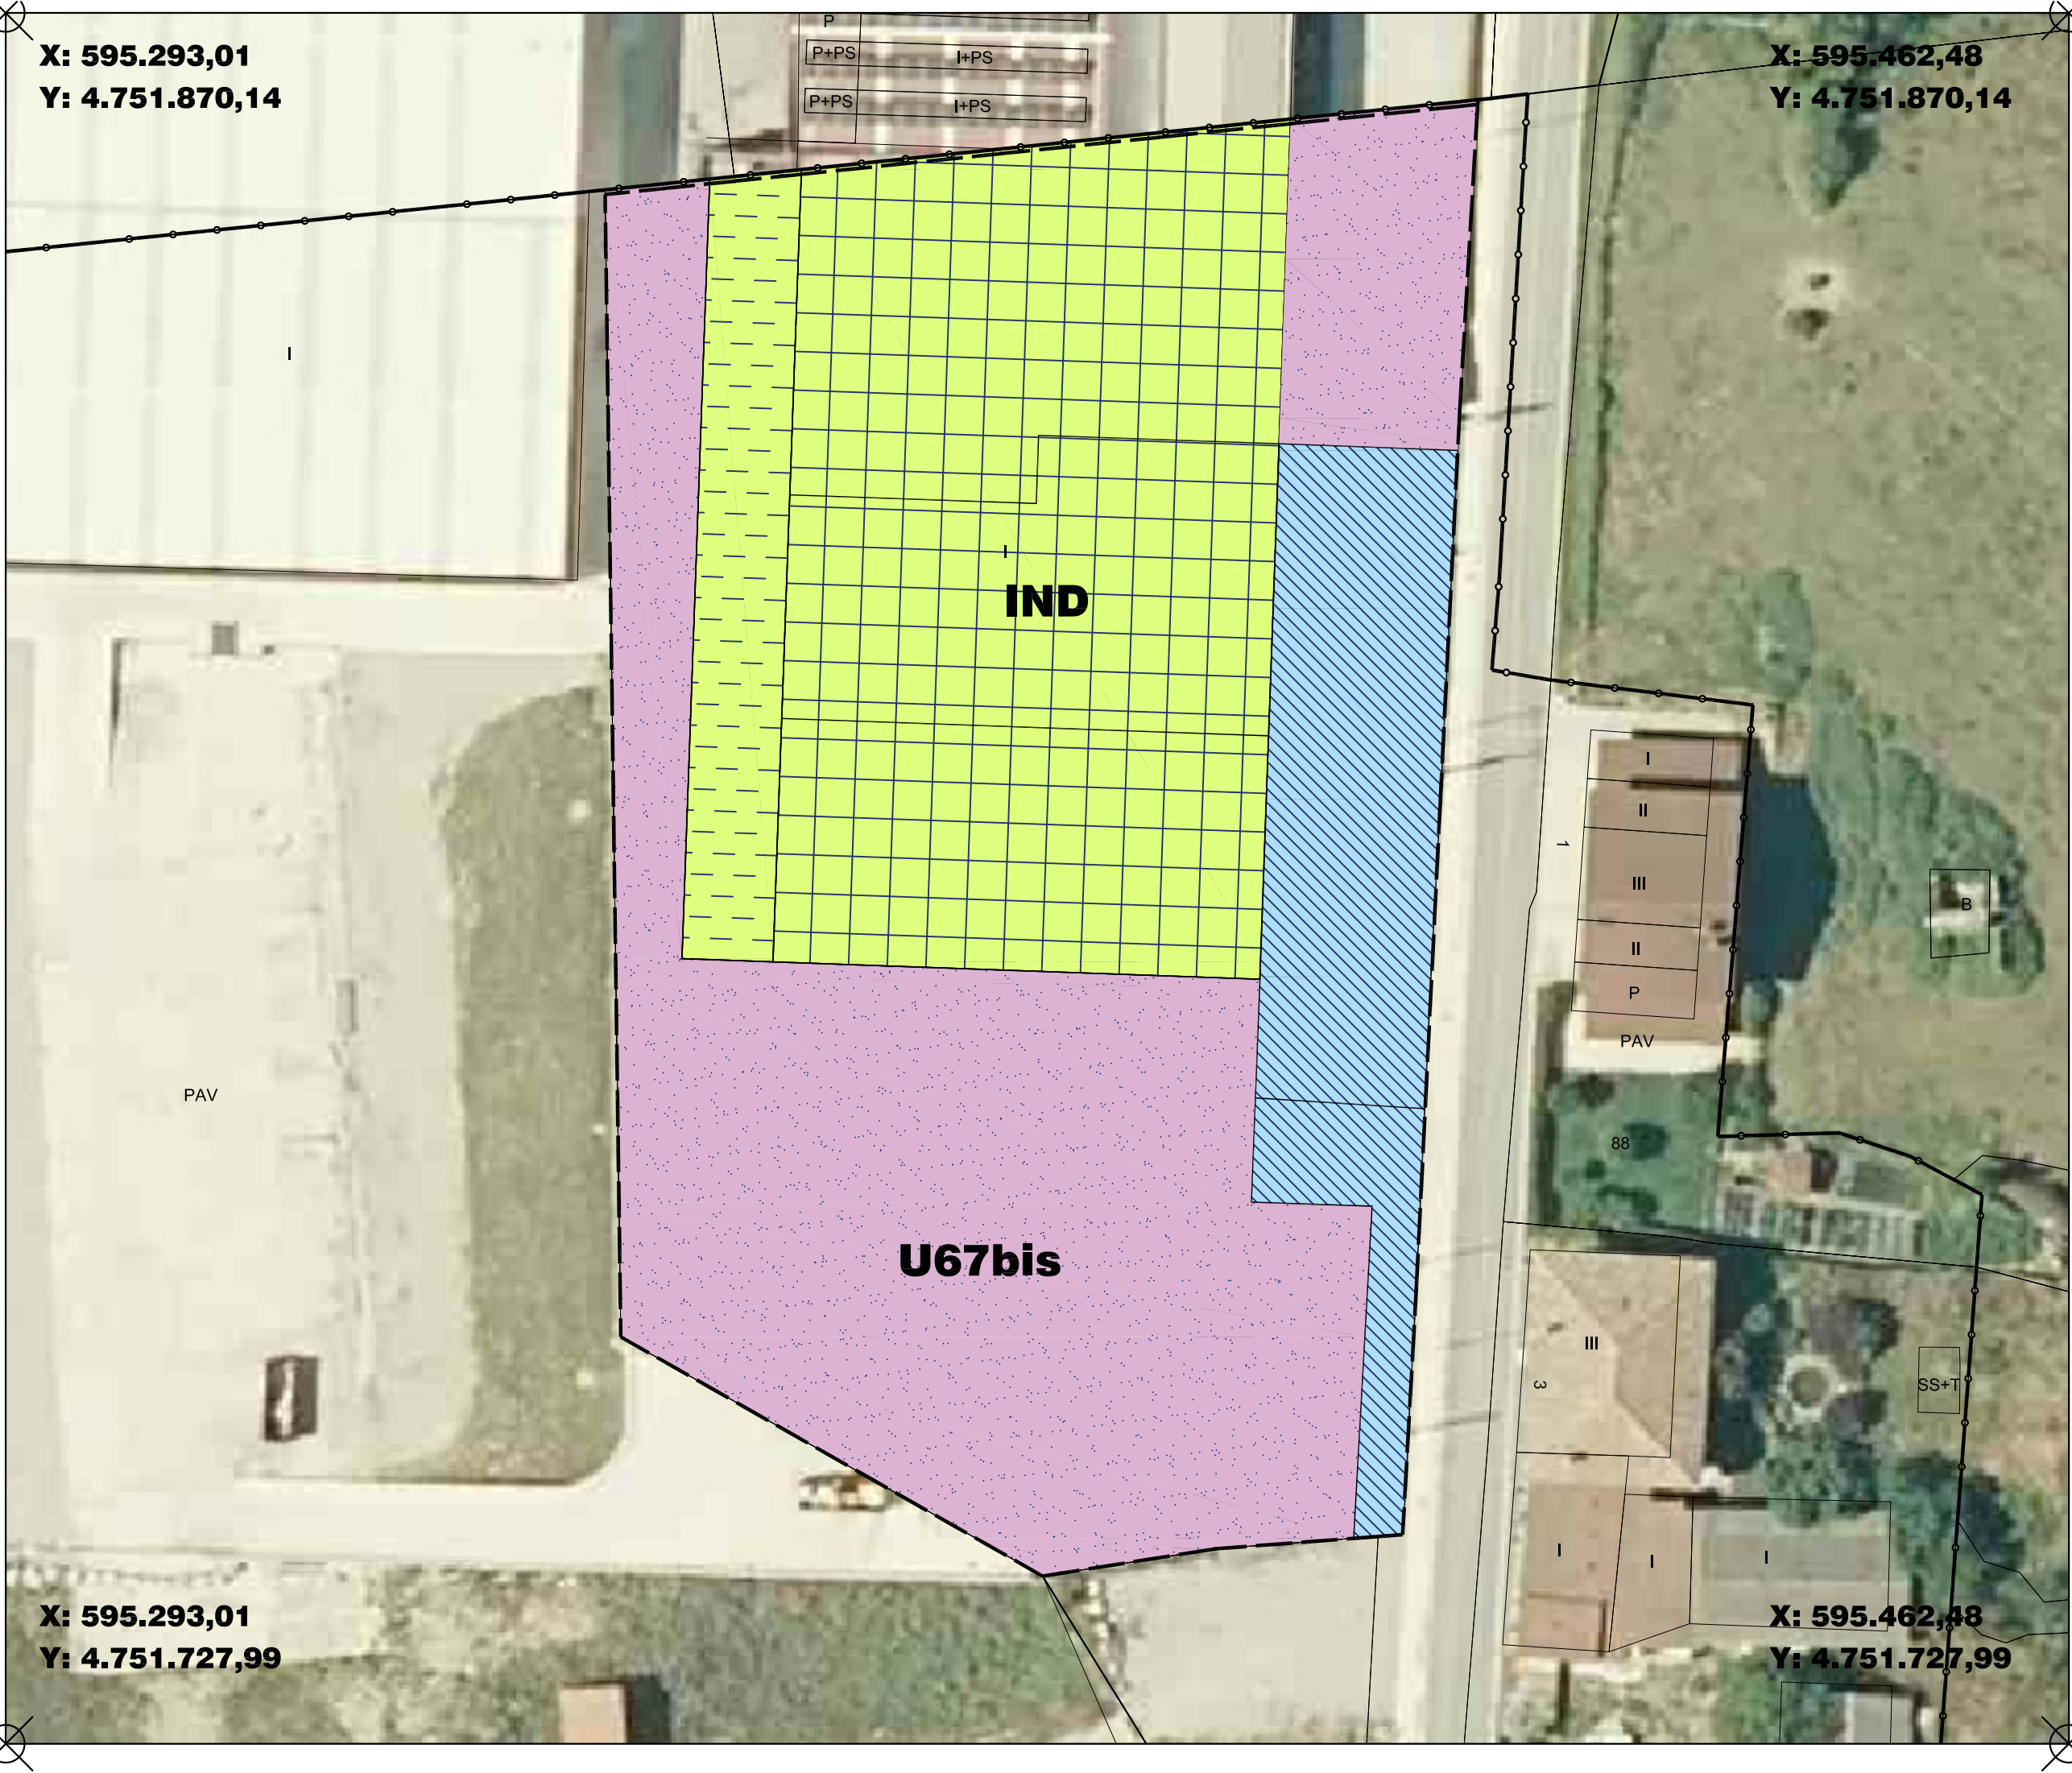 P
X: 595.293,01
Y: 4.751.870,14
P+PS
I+PS
X: 595.462,48
Y: 4.751.870,14
P+PS
I+PS
I
I
IND
I
II
1
III
B
II
P
PAV
PAV
88
U67bis
III
3
SS+T
I
I
I
X: 595.293,01
Y: 4.751.727,99
X: 595.462,48
Y: 4.751.727,99